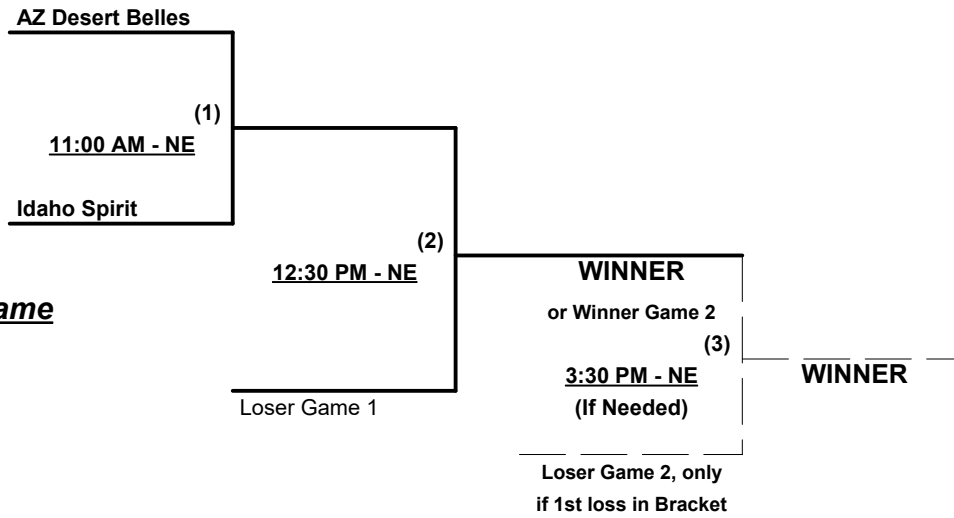 AZ Desert Belles
(1)
11:00 AM - NE
Idaho Spirit
(2)
12:30 PM - NE
WINNER
or Winner Game 2
(3)
3:30 PM - NE
WINNER
(If Needed)
Loser Game 1
Loser Game 2, only
if 1st loss in Bracket